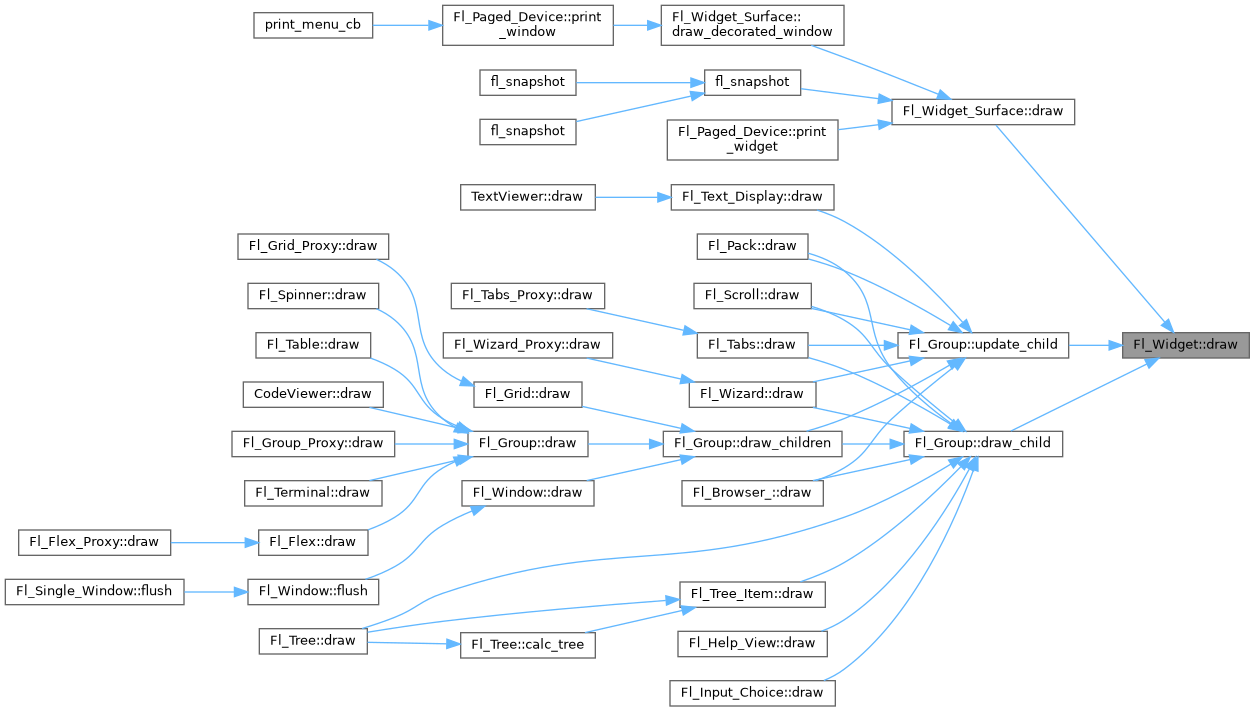 print_menu_cb
Fl_Paged_Device::print
_window
Fl_Widget_Surface::
draw_decorated_window
fl_snapshot
fl_snapshot
fl_snapshot
Fl_Widget_Surface::draw
Fl_Paged_Device::print
_widget
TextViewer::draw
Fl_Text_Display::draw
Fl_Grid_Proxy::draw
Fl_Pack::draw
Fl_Spinner::draw
Fl_Tabs_Proxy::draw
Fl_Scroll::draw
Fl_Table::draw
Fl_Wizard_Proxy::draw
Fl_Tabs::draw
Fl_Group::update_child
Fl_Widget::draw
CodeViewer::draw
Fl_Grid::draw
Fl_Wizard::draw
Fl_Group_Proxy::draw
Fl_Group::draw
Fl_Group::draw_children
Fl_Group::draw_child
Fl_Terminal::draw
Fl_Window::draw
Fl_Browser_::draw
Fl_Flex_Proxy::draw
Fl_Flex::draw
Fl_Single_Window::flush
Fl_Window::flush
Fl_Tree_Item::draw
Fl_Tree::draw
Fl_Tree::calc_tree
Fl_Help_View::draw
Fl_Input_Choice::draw